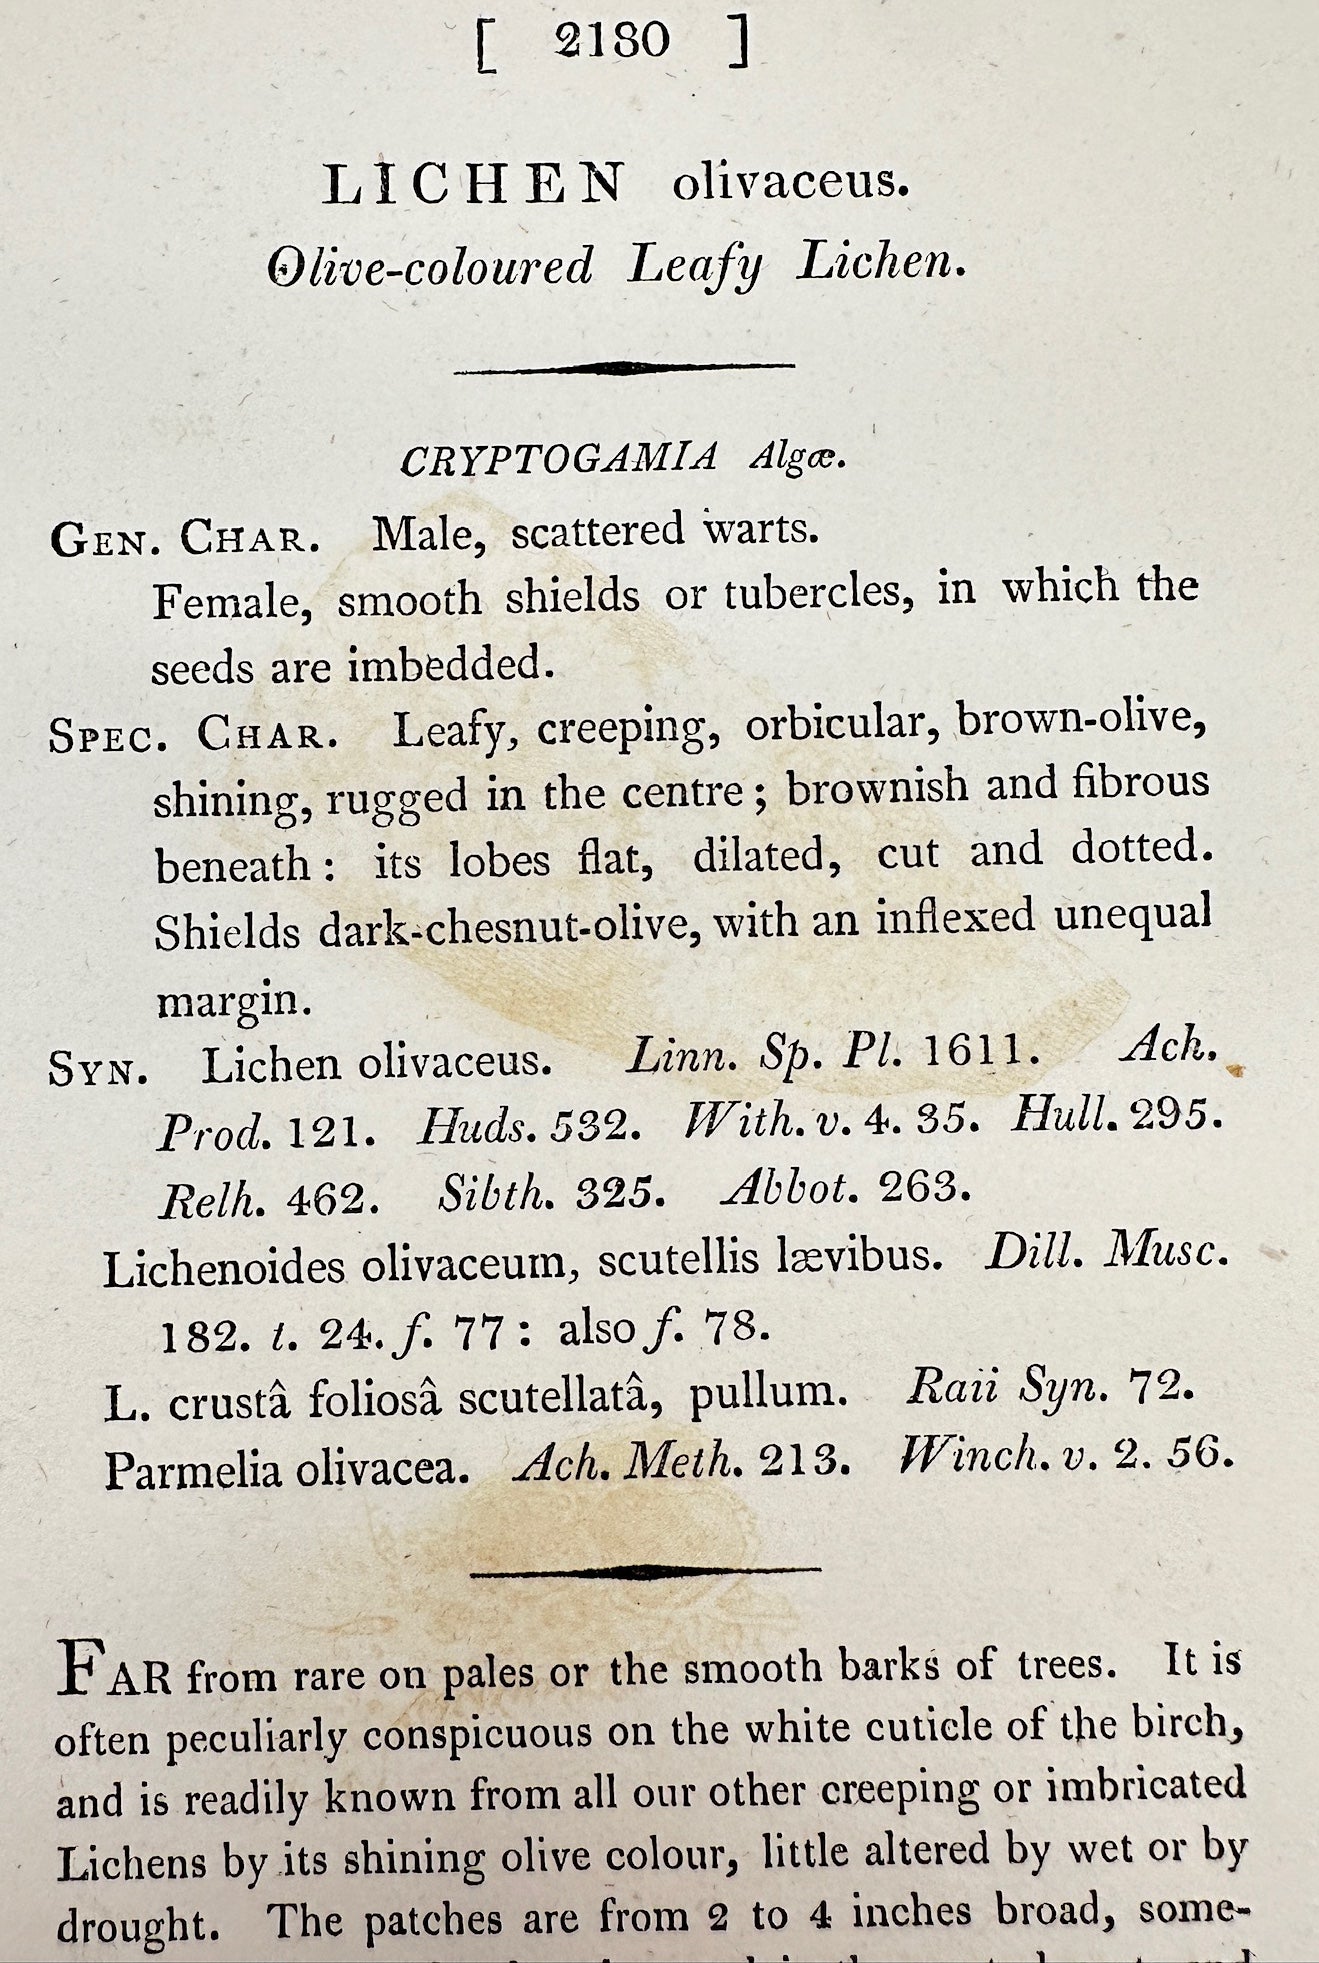 [ 2180 ]
LICHEN olivaceus.
Olive-coloured Leafy Lichen.
CRYPTOGAMIA Algæ.
GEN. CHAR. Male, scattered warts.
Female, smooth shields or tubercles, in which the
seeds are imbedded.
SPEC. CHAR. Leafy, creeping, orbicular, brown-olive,
shining, rugged in the centre; brownish and fibrous
beneath: its lobes flat, dilated, cut and dotted.
Shields dark-chesnut-olive, with an inflexed unequal
margin.
SYN. Lichen olivaceus. Linn. Sp. Pl. 1611. Ach.
Prod. 121. Huds. 532. With. v. 4. 35. Hull. 295.
Relh. 462. Sibth. 325. Abbot. 263.
Lichenoides olivaceum, scutellis lævibus. Dill. Musc.
182. t. 24. f. 77: also f. 78.
L. crustâ foliosâ scutellatâ, pullum. Raii Syn. 72.
Parmelia olivacea. Ach. Meth. 213. Winch. v. 2. 56.
FAR from rare on pales or the smooth barks of trees. It is
often peculiarly conspicuous on the white cuticle of the birch,
and is readily known from all our other creeping or imbricated
Lichens by its shining olive colour, little altered by wet or by
drought. The patches are from 2 to 4 inches broad, some-